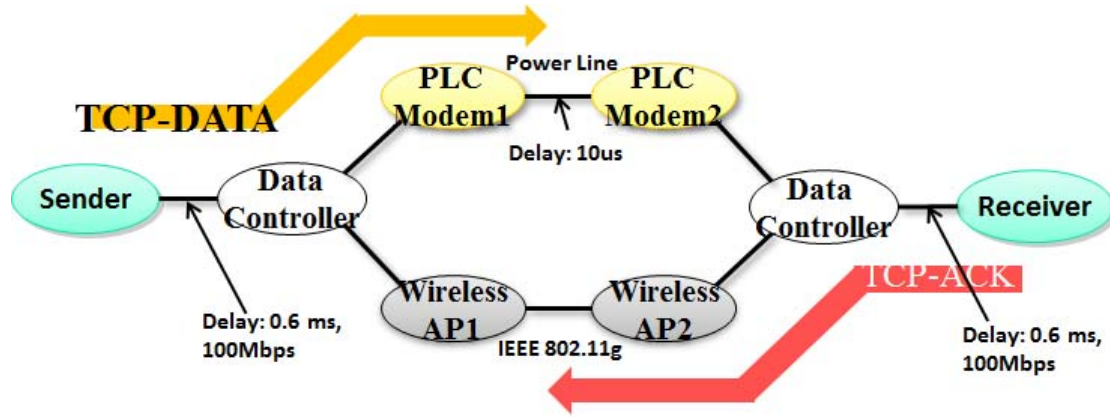 TCP-DATA
Power Line
PLC
Modem1
PLC
Modem2
Delay: 10us
Sender
Data
Controller
Data
Controller
Receiver
Wireless
AP1
Wireless
AP2
IEEE 802.11g
TCP-ACK
Delay: 0.6 ms,
100Mbps
Delay: 0.6 ms,
100Mbps